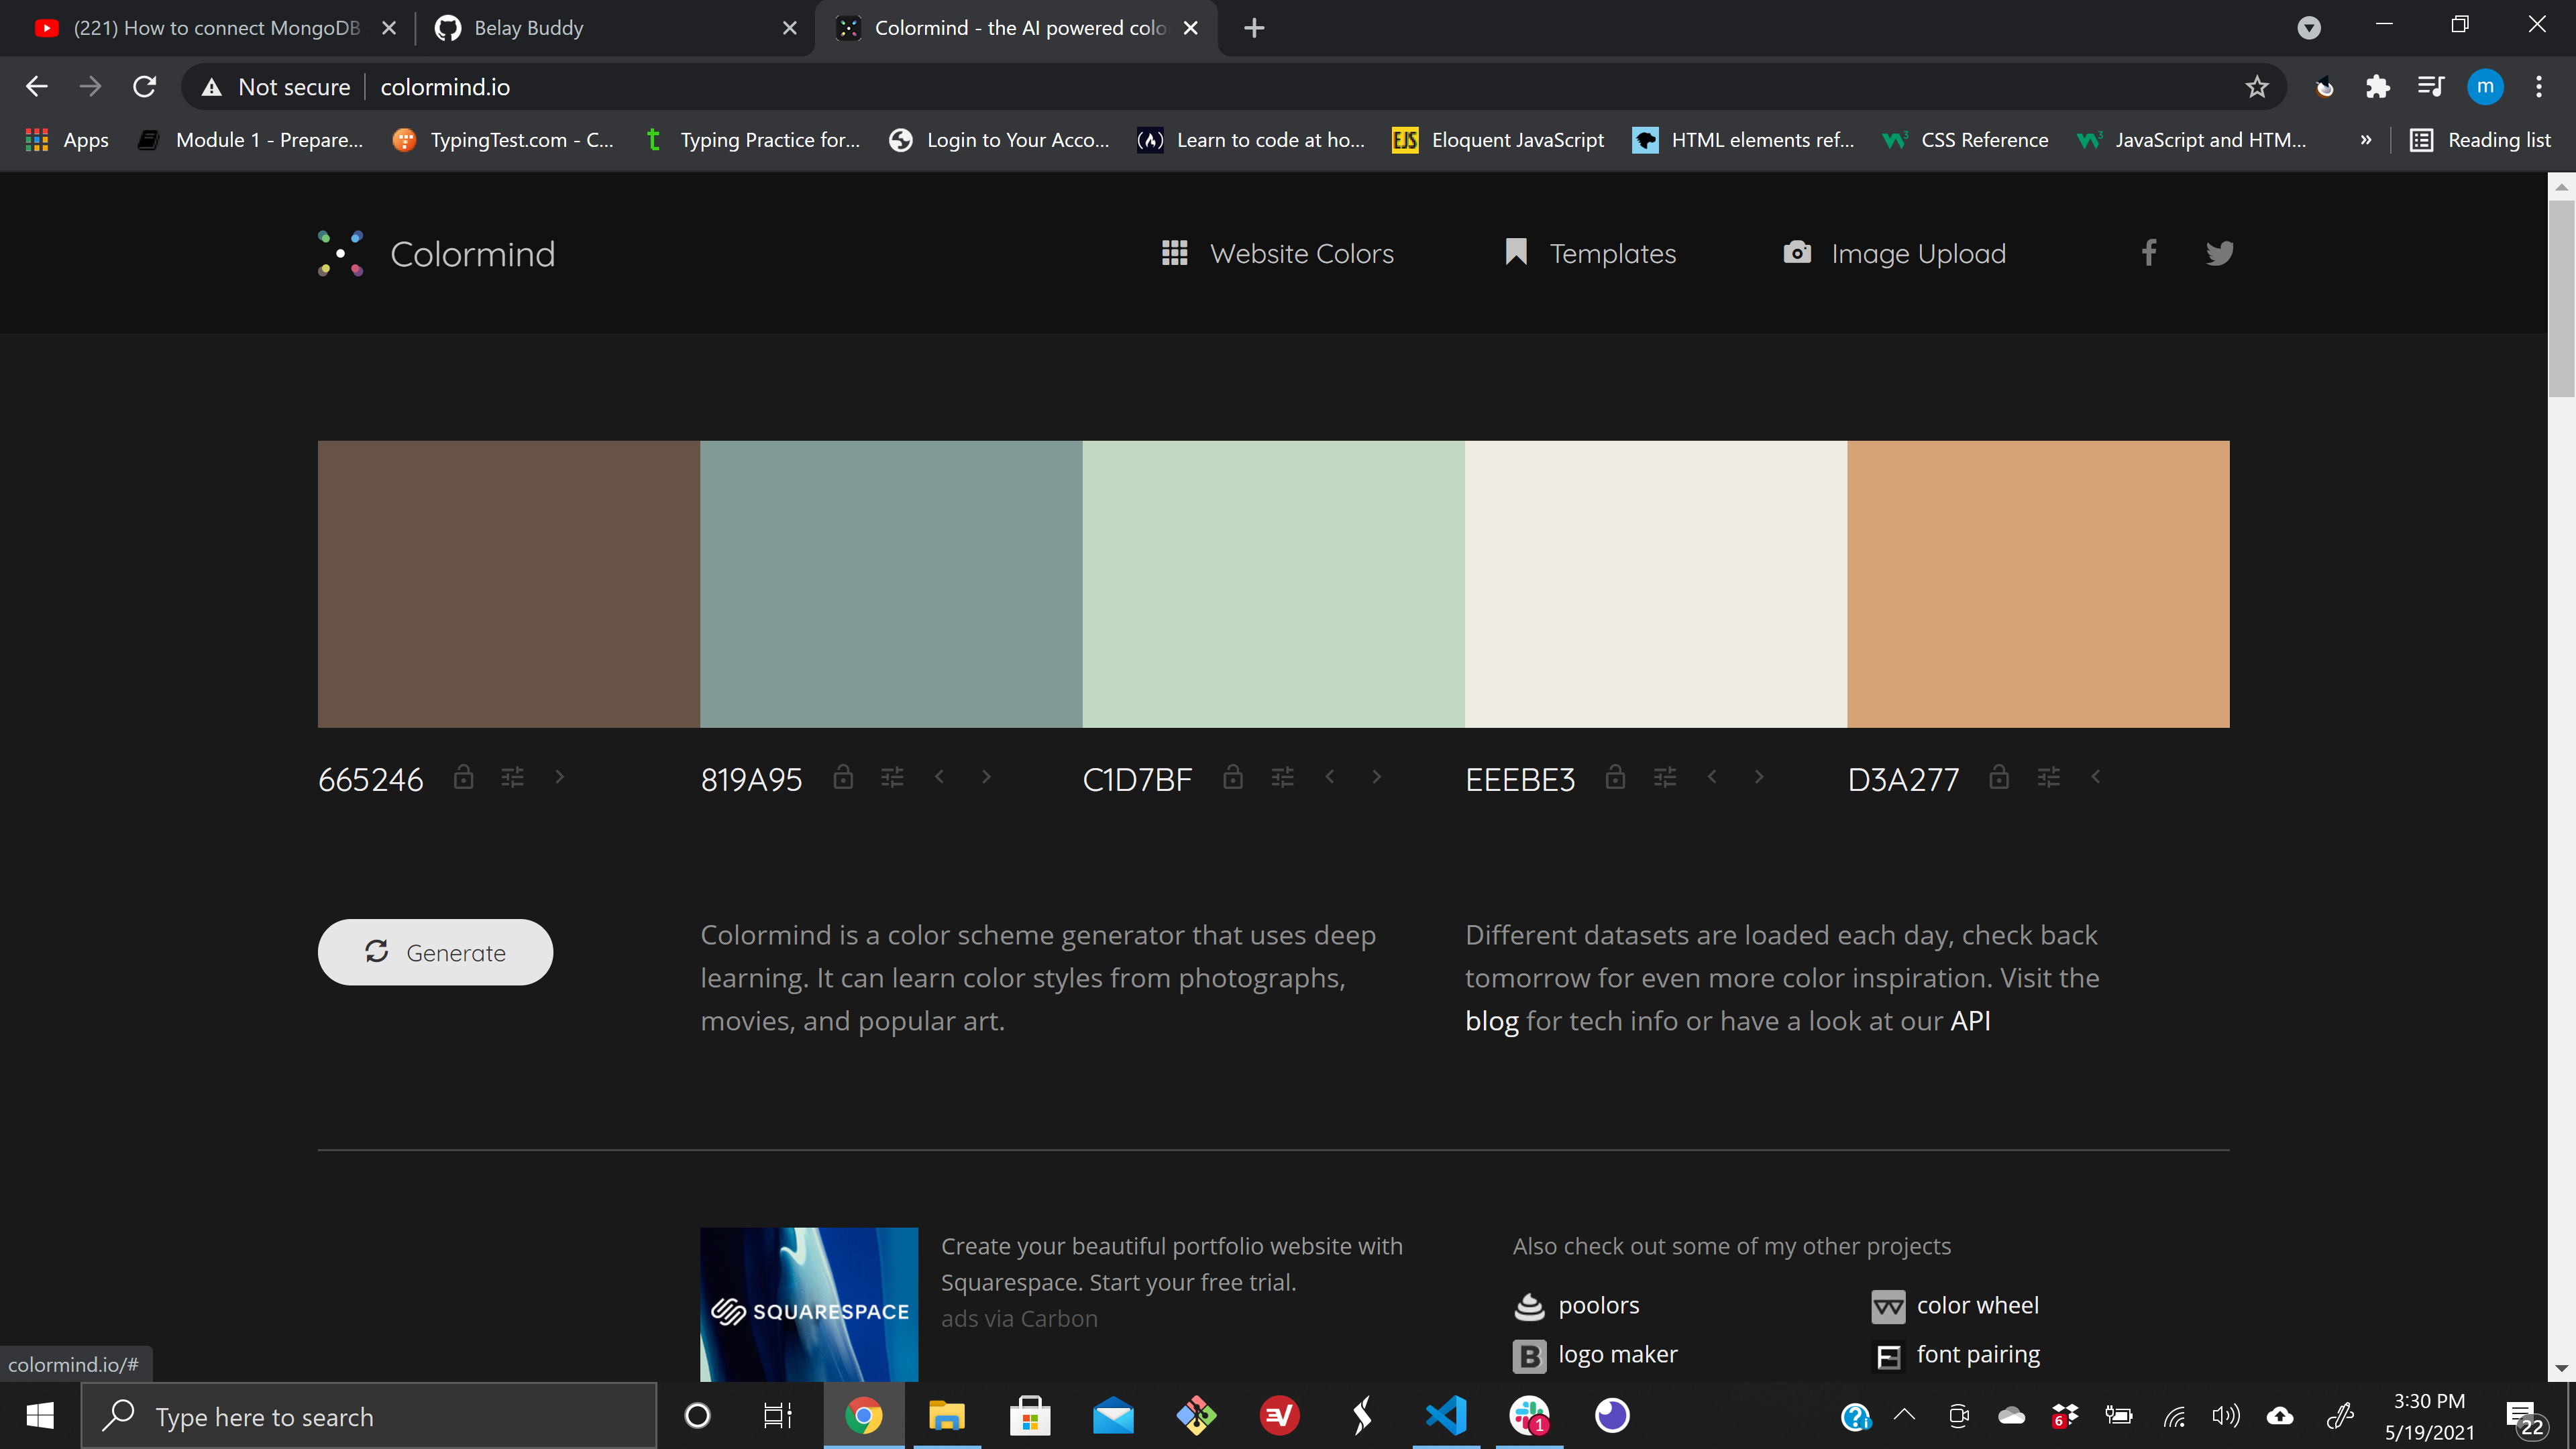 (221) How to connect MongoDB
Belay Buddy
Colormind - the AI powered colo
Not secure
colormind.io
m
Apps
Module 1 - Prepare...
TypingTest.com - C...
t
Typing Practice for...
Login to Your Acco...
(A)
Learn to code at ho...
EJS
Eloquent JavaScript
HTML elements ref...
W3
CSS Reference
W3
JavaScript and HTM...
»
Reading list
Colormind
Website Colors
Templates
Image Upload
665246
819A95
C1D7BF
EEEBE3
D3A277
Generate
Colormind is a color scheme generator that uses deep
learning. It can learn color styles from photographs,
movies, and popular art.
Different datasets are loaded each day, check back
tomorrow for even more color inspiration. Visit the
blog for tech info or have a look at our API
SQUARESPACE
Create your beautiful portfolio website with
Squarespace. Start your free trial.
ads via Carbon
Also check out some of my other projects
poolors
color wheel
B
logo maker
font pairing
colormind.io/#
Type here to search
1
6
3:30 PM
5/19/2021
22